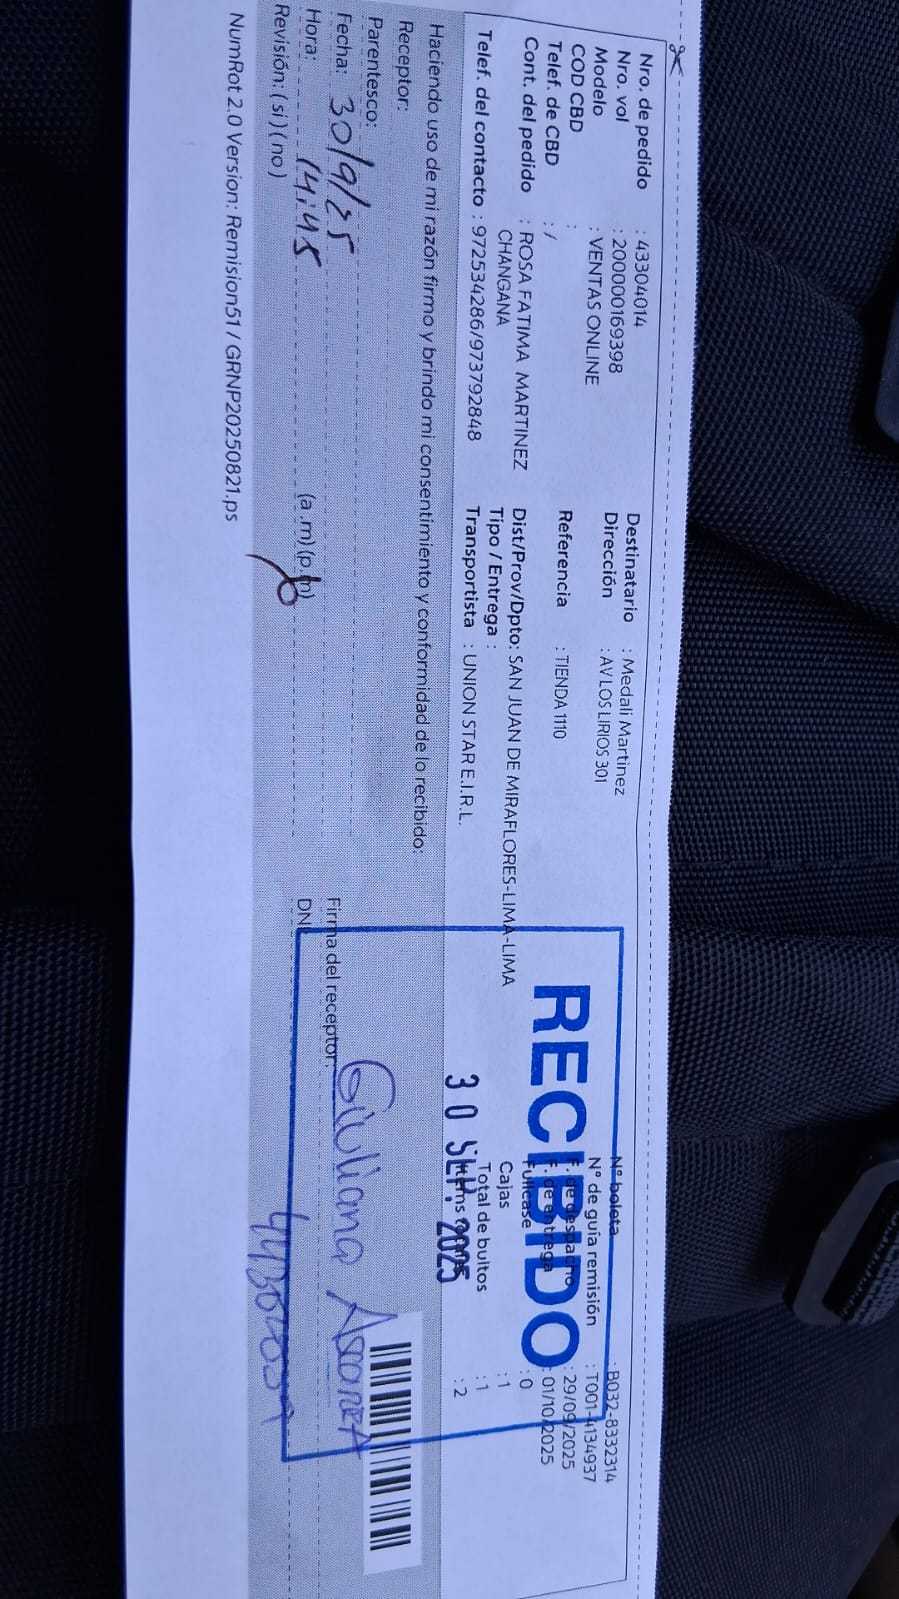 Nro. de pedido : 43304014
Nro. vol : 200000169398
Modelo : VENTAS ONLINE
COD CBD :
Telef. de CBD : /
Cont. del pedido : ROSA FATIMA MARTINEZ
CHANGANA
Telef. del contacto : 972534286/973792848
Destinatario : Medali Martinez
Dirección : AV LOS LIRIOS 301
Referencia : TIENDA 1110
Dist/Prov/Dpto: SAN JUAN DE MIRAFLORES-LIMA-LIMA
Tipo / Entrega :
Transportista : UNION STAR E.I.R.L.
N° boleta : B032-8332314
N° de guía remisión : T001-4134937
F. de despacho : 29/09/2025
F. de entrega : 01/10/2025
Fullcase : 0
Cajas : 1
Total de bultos : 1
Items : 2
RECIBIDO
30 SEP. 2025
Haciendo uso de mi razón firmo y brindo mi consentimiento y conformidad de lo recibido:
Receptor:
Parentesco:
Fecha: 30/9/25
Hora: 14:45 (a.m) (p.m)
Revisión: (si) (no)
Firma del receptor: Giuliana
DNI
NumRot 2.0 Version: Remision51 / GRNP20250821.ps